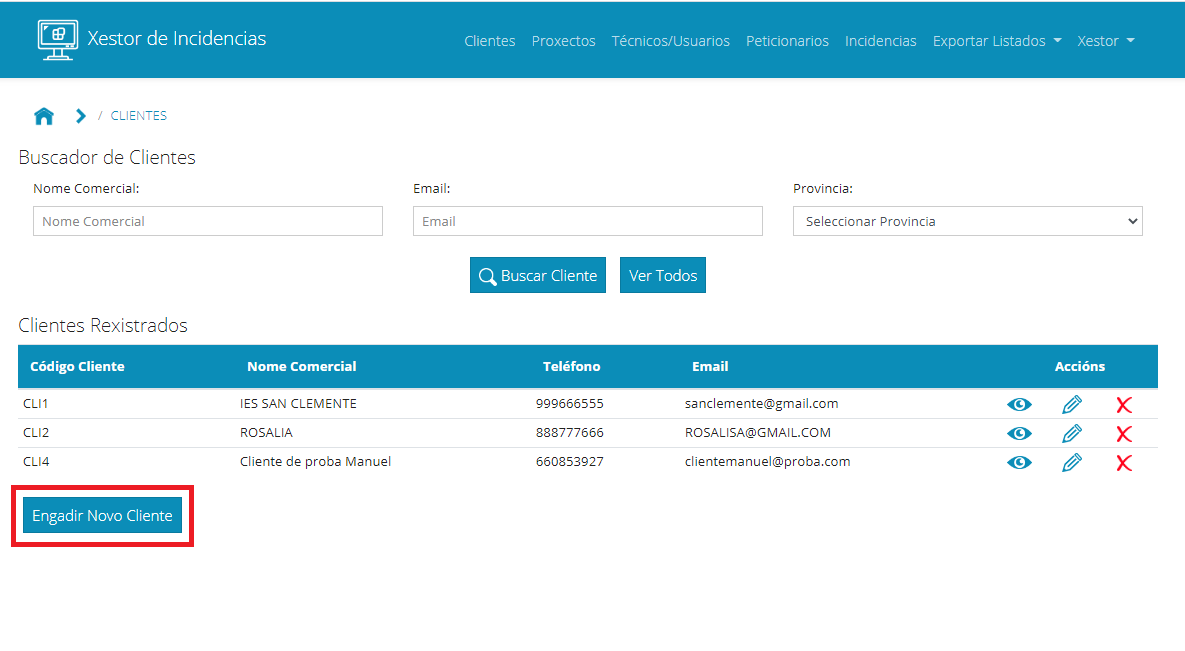 Xestor de Incidencias
Clientes Proxectos Técnicos/Usuarios Peticionarios Incidencias Exportar Listados Xestor
/ CLIENTES
Buscador de Clientes
Nome Comercial: Email: Provincia:
Nome Comercial Email Seleccionar Provincia
Buscar Cliente Ver Todos
Clientes Rexistrados
Código Cliente Nome Comercial Teléfono Email Accións
CLI1 IES SAN CLEMENTE 999666555 sanclemente@gmail.com
CLI2 ROSALIA 888777666 ROSALISA@GMAIL.COM
CLI4 Cliente de proba Manuel 660853927 clientemanuel@proba.com
Engadir Novo Cliente